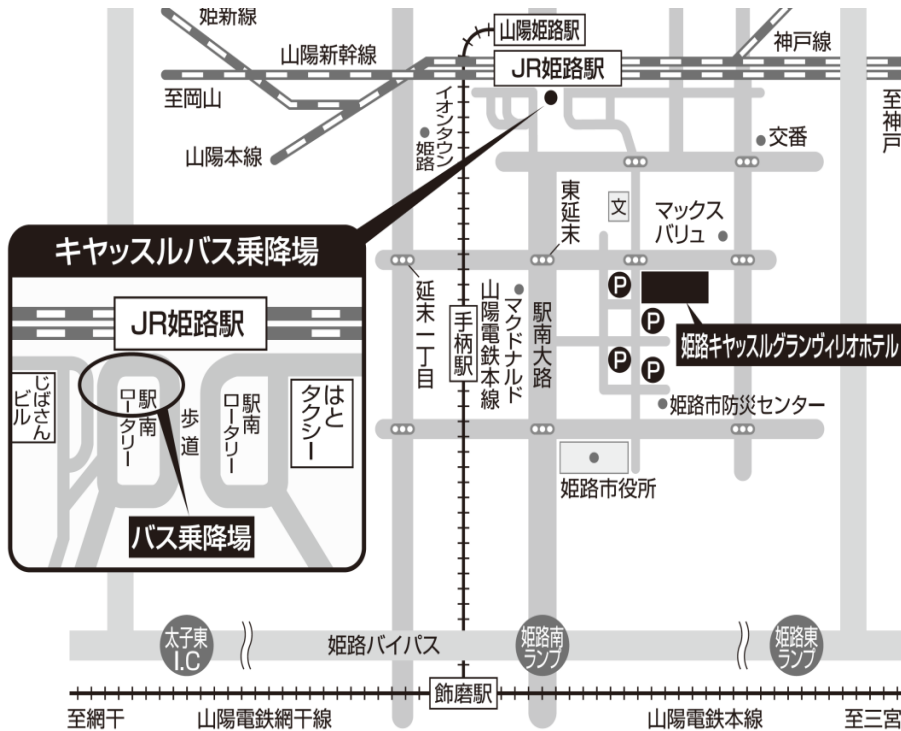 姫新線
山陽姫路駅
神戸線
山陽新幹線
JR姫路駅
至岡山
至神戸
山陽本線
イオンタウン
姫路
交番
東延末
文
マックス
バリュ
キヤッスルバス乗降場
JR姫路駅
じばさん
ビル
駅南
ロータリー
歩道
駅南
ロータリー
はと
タクシー
バス乗降場
延末一丁目
手柄駅
山陽電鉄本線
マクドナルド
駅南大路
P
P
P
P
姫路キヤッスルグランヴィリオホテル
姫路市防災センター
姫路市役所
太子東
I.C
姫路バイパス
姫路南
ランプ
姫路東
ランプ
飾磨駅
至網干
山陽電鉄網干線
山陽電鉄本線
至三宮